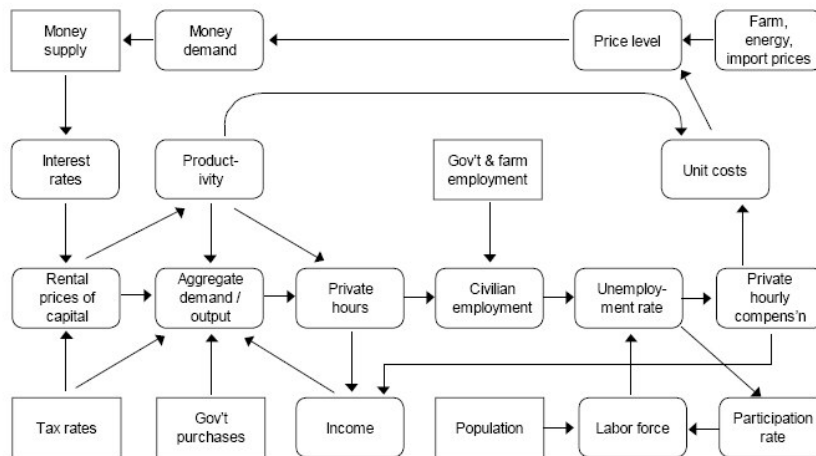 Money
supply
Money
demand
Price level
Farm,
energy,
import prices
Interest
rates
Product-
ivity
Gov't & farm
employment
Unit costs
Rental
prices of
capital
Aggregate
demand /
output
Private
hours
Civilian
employment
Unemploy-
ment rate
Private
hourly
compens'n
Tax rates
Gov't
purchases
Income
Population
Labor force
Participation
rate